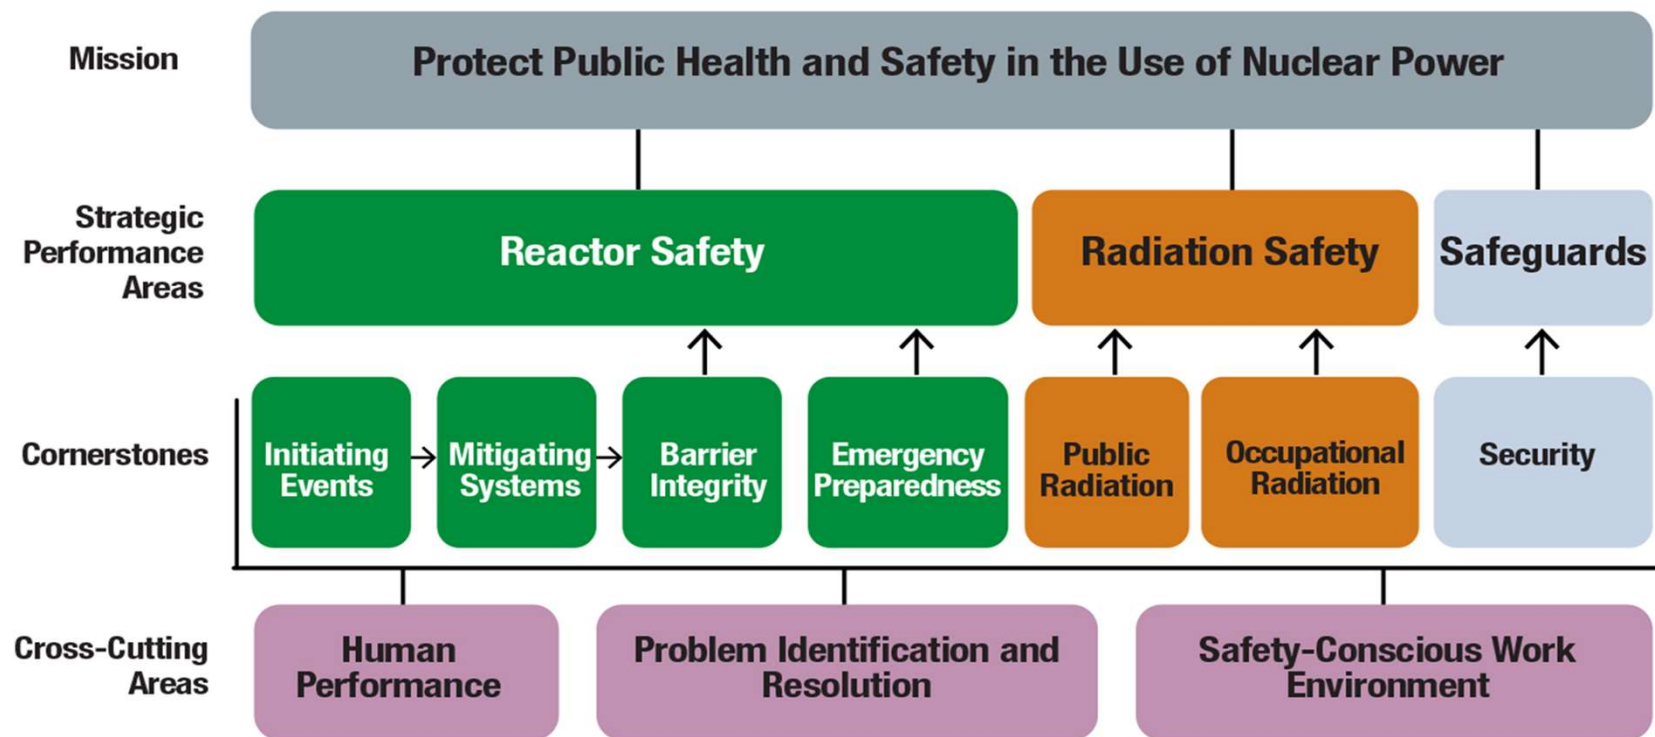 Mission
Protect Public Health and Safety in the Use of Nuclear Power
Strategic
Performance
Areas
Reactor Safety
Radiation Safety
Safeguards
Cornerstones
Initiating
Events
Mitigating
Systems
Barrier
Integrity
Emergency
Preparedness
Public
Radiation
Occupational
Radiation
Security
Cross-Cutting
Areas
Human
Performance
Problem Identification and
Resolution
Safety-Conscious Work
Environment